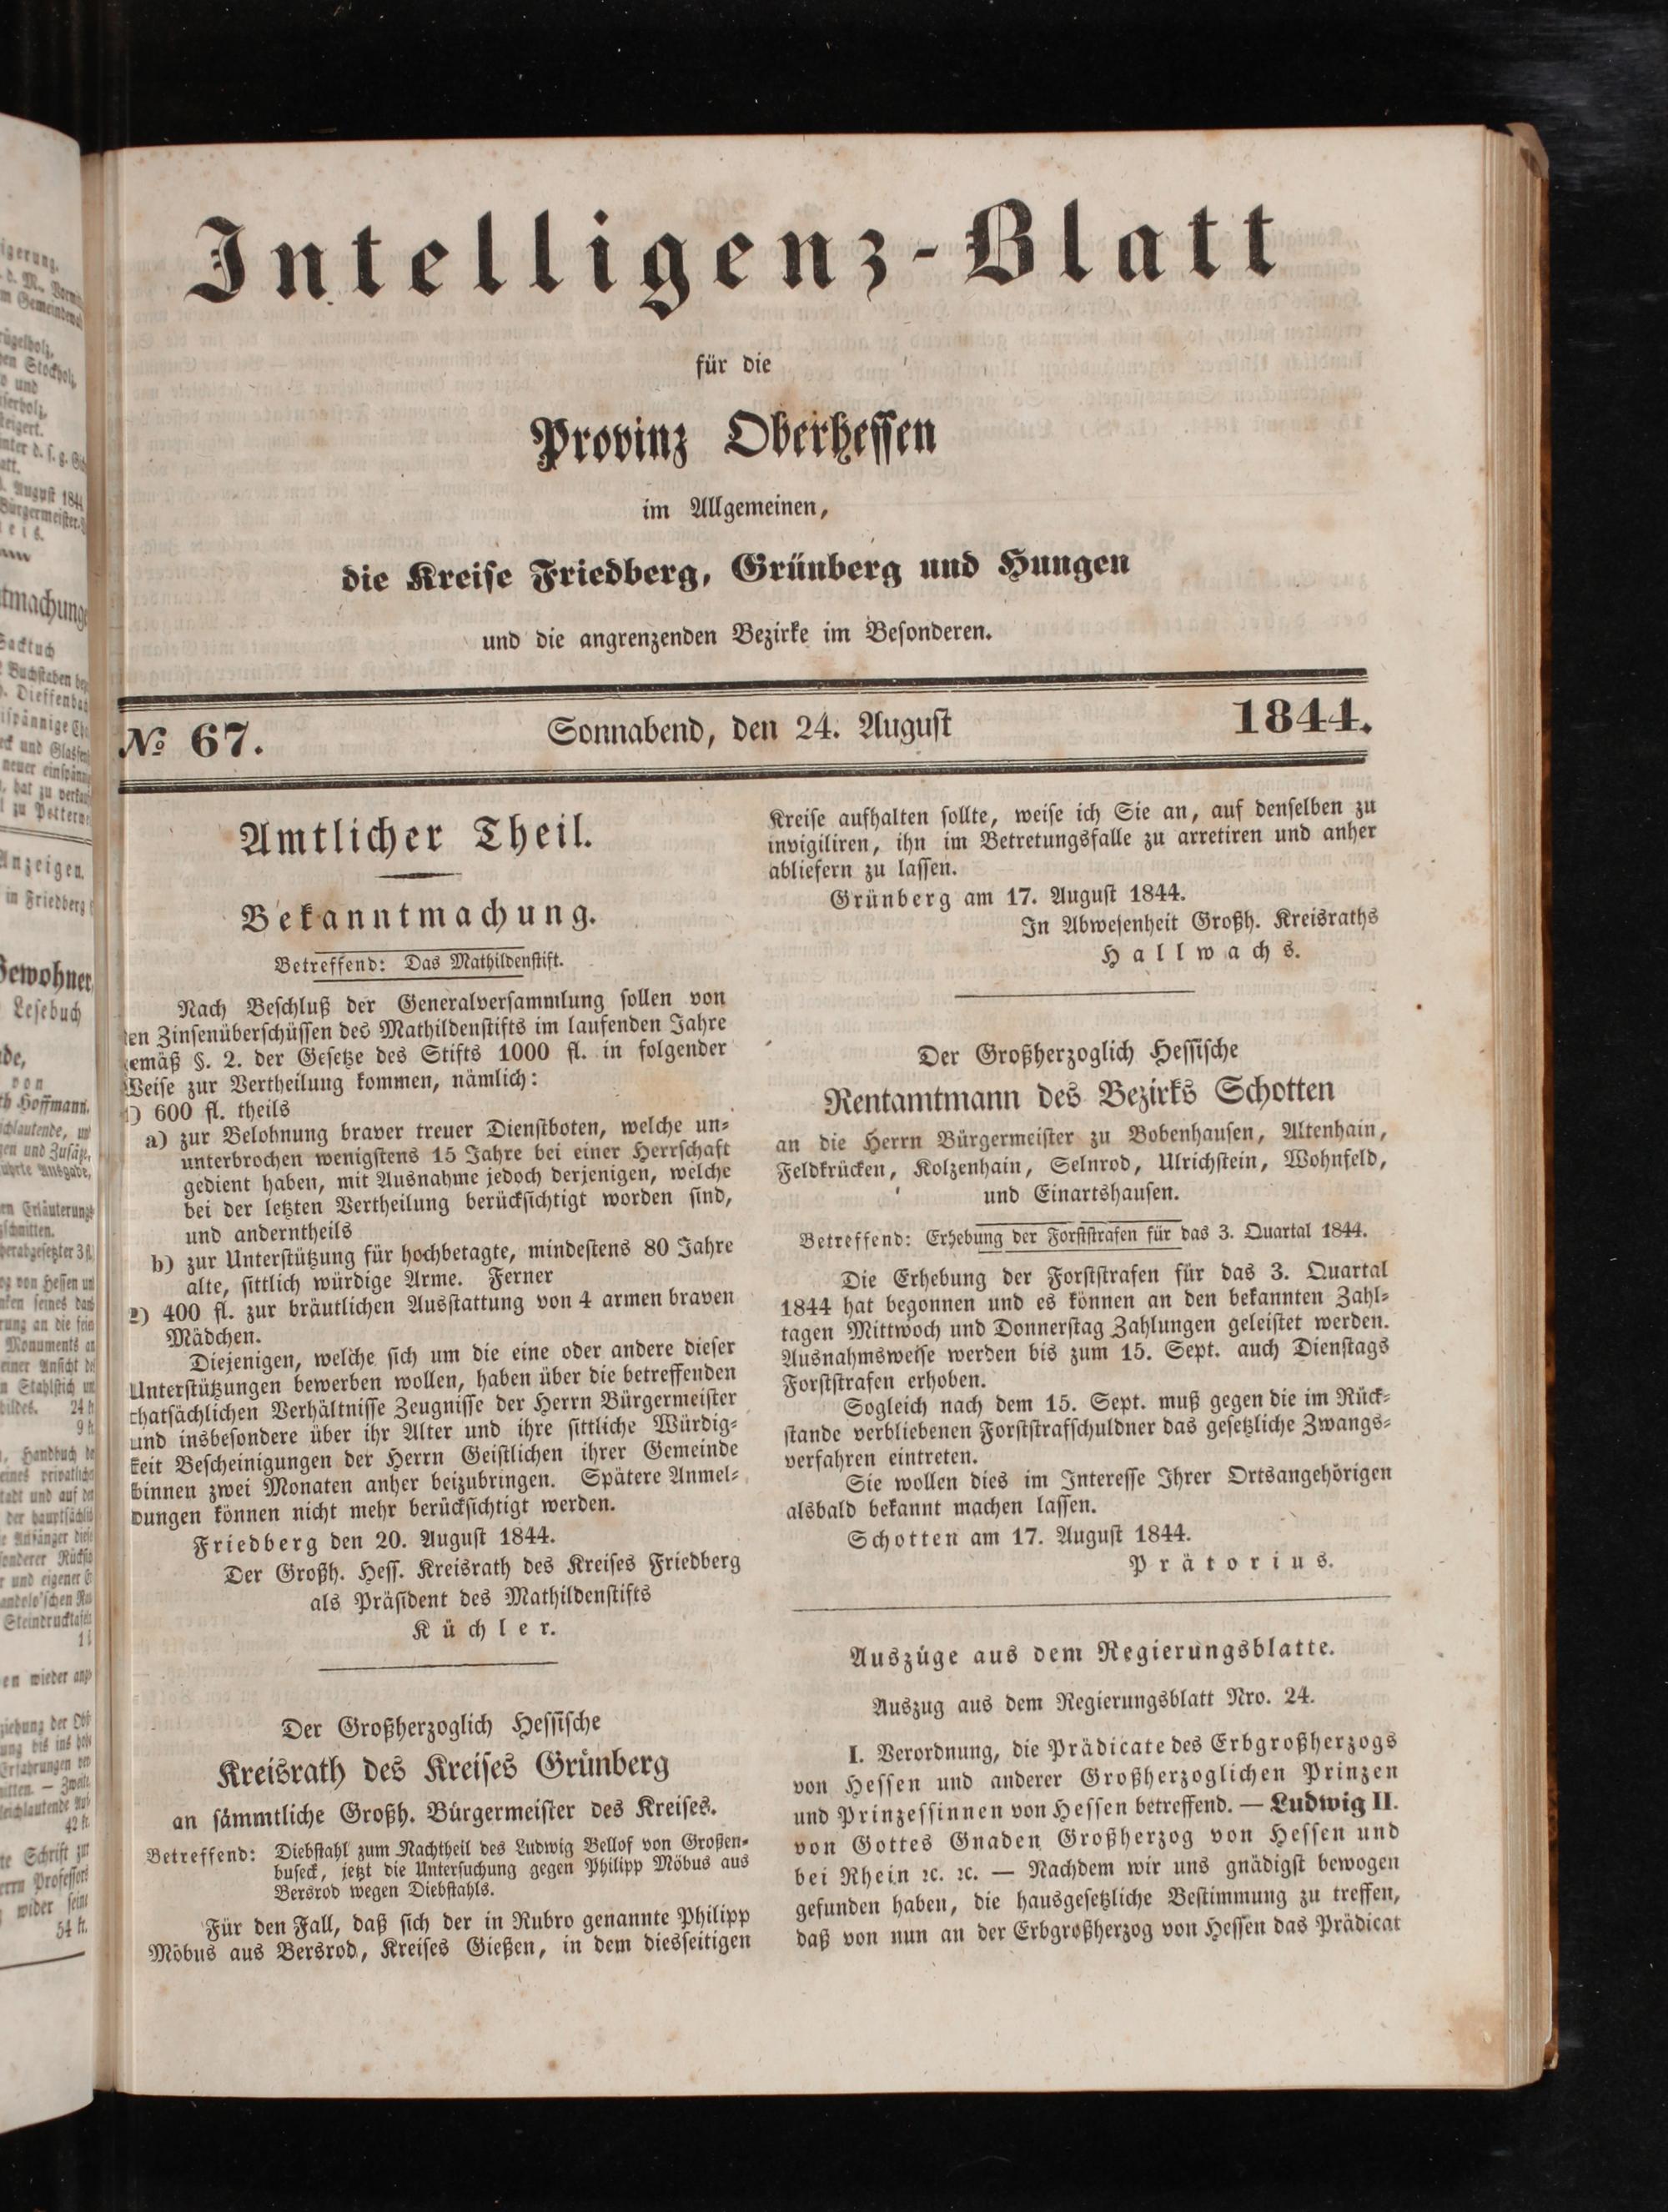 Intelligenz-Blatt
für die
Provinz Oberhessen
im Allgemeinen,
die Kreise Friedberg, Grünberg und Hungen
und die angrenzenden Bezirke im Besonderen.
№ 67.
Sonnabend, den 24. August
1844.
Amtlicher Theil.
Bekanntmachung.
Betreffend: Das Mathildenstift.
Nach Beschluß der Generalversammlung sollen von
den Zinsenüberschüssen des Mathildenstifts im laufenden Jahre
gemäß §. 2. der Gesetze des Stifts 1000 fl. in folgender
Weise zur Vertheilung kommen, nämlich:
1) 600 fl. theils
a) zur Belohnung braver treuer Dienstboten, welche un-
unterbrochen wenigstens 15 Jahre bei einer Herrschaft
gedient haben, mit Ausnahme jedoch derjenigen, welche
bei der letzten Vertheilung berücksichtigt worden sind,
und anderntheils
b) zur Unterstützung für hochbetagte, mindestens 80 Jahre
alte, sittlich würdige Arme. Ferner
2) 400 fl. zur bräutlichen Ausstattung von 4 armen braven
Mädchen.
Diejenigen, welche sich um die eine oder andere dieser
Unterstützungen bewerben wollen, haben über die betreffenden
thatsächlichen Verhältnisse Zeugnisse der Herrn Bürgermeister
und insbesondere über ihr Alter und ihre sittliche Würdig-
keit Bescheinigungen der Herrn Geistlichen ihrer Gemeinde
binnen zwei Monaten anher beizubringen. Spätere Anmel-
dungen können nicht mehr berücksichtigt werden.
Friedberg den 20. August 1844.
Der Großh. Hess. Kreisrath des Kreises Friedberg
als Präsident des Mathildenstifts
Küchler.
Der Großherzoglich Hessische
Kreisrath des Kreises Grünberg
an sämmtliche Großh. Bürgermeister des Kreises.
Betreffend: Diebstahl zum Nachtheil des Ludwig Bellof von Großen-
buseck, jetzt die Untersuchung gegen Philipp Möbus aus
Bersrod wegen Diebstahls.
Für den Fall, daß sich der in Rubro genannte Philipp
Möbus aus Bersrod, Kreises Gießen, in dem diesseitigen
Kreise aufhalten sollte, weise ich Sie an, auf denselben zu
invigiliren, ihn im Betretungsfalle zu arretiren und anher
abliefern zu lassen.
Grünberg am 17. August 1844.
In Abwesenheit Großh. Kreisraths
Hallwachs.
Der Großherzoglich Hessische
Rentamtmann des Bezirks Schotten
an die Herrn Bürgermeister zu Bobenhausen, Altenhain,
Feldkrücken, Kolzenhain, Selnrod, Ulrichstein, Wohnfeld,
und Einartshausen.
Betreffend: Erhebung der Forststrafen für das 3. Quartal 1844.
Die Erhebung der Forststrafen für das 3. Quartal
1844 hat begonnen und es können an den bekannten Zahl-
tagen Mittwoch und Donnerstag Zahlungen geleistet werden.
Ausnahmsweise werden bis zum 15. Sept. auch Dienstags
Forststrafen erhoben.
Sogleich nach dem 15. Sept. muß gegen die im Rück-
stande verbliebenen Forststrafschuldner das gesetzliche Zwangs-
verfahren eintreten.
Sie wollen dies im Interesse Ihrer Ortsangehörigen
alsbald bekannt machen lassen.
Schotten am 17. August 1844.
Prätorius.
Auszüge aus dem Regierungsblatte.
Auszug aus dem Regierungsblatt Nro. 24.
I. Verordnung, die Prädicate des Erbgroßherzogs
von Hessen und anderer Großherzoglichen Prinzen
und Prinzessinnen von Hessen betreffend. — Ludwig II.
von Gottes Gnaden Großherzog von Hessen und
bei Rhein ꝛc. ꝛc. — Nachdem wir uns gnädigst bewogen
gefunden haben, die hausgesetzliche Bestimmung zu treffen,
daß von nun an der Erbgroßherzog von Hessen das Prädicat